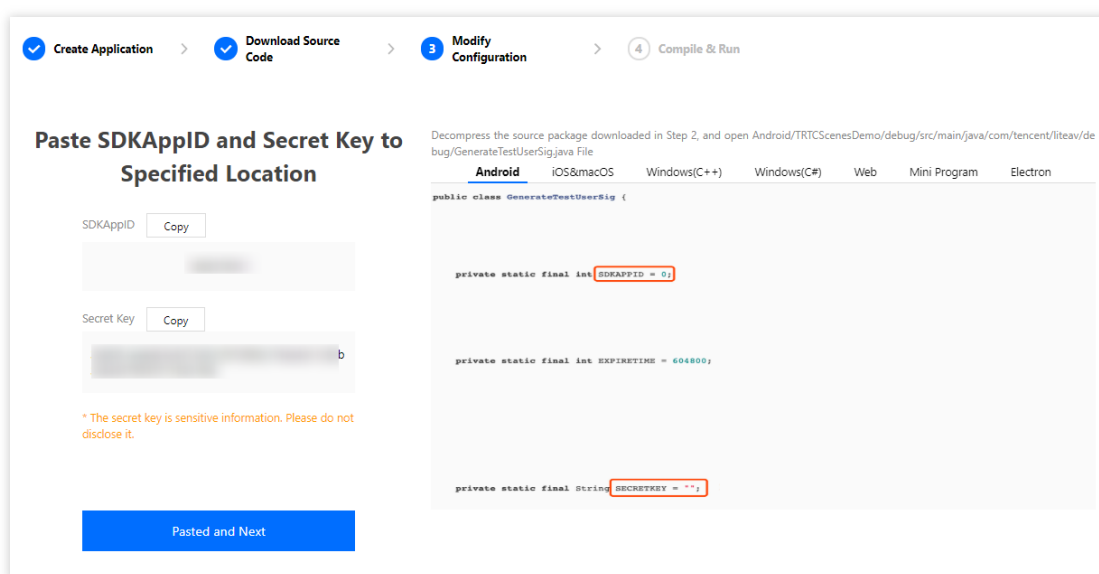 Create Application
Download Source
Code
3
Modify
Configuration
4
Compile & Run
Paste SDKAppID and Secret Key to
Specified Location
SDKAppID
Copy
Secret Key
Copy
b
* The secret key is sensitive information. Please do not
disclose it.
Pasted and Next
Decompress the source package downloaded in Step 2, and open Android/TRTCScenesDemo/debug/src/main/java/com/tencent/liteav/de
bug/GenerateTestUserSig.java File
Android iOS&macOS Windows(C++) Windows(C#) Web Mini Program Electron
public class GenerateTestUserSig {
private static final int SDKAPPID = 0;
private static final int EXPIRETIME = 604800;
private static final String SECRETKEY = "";